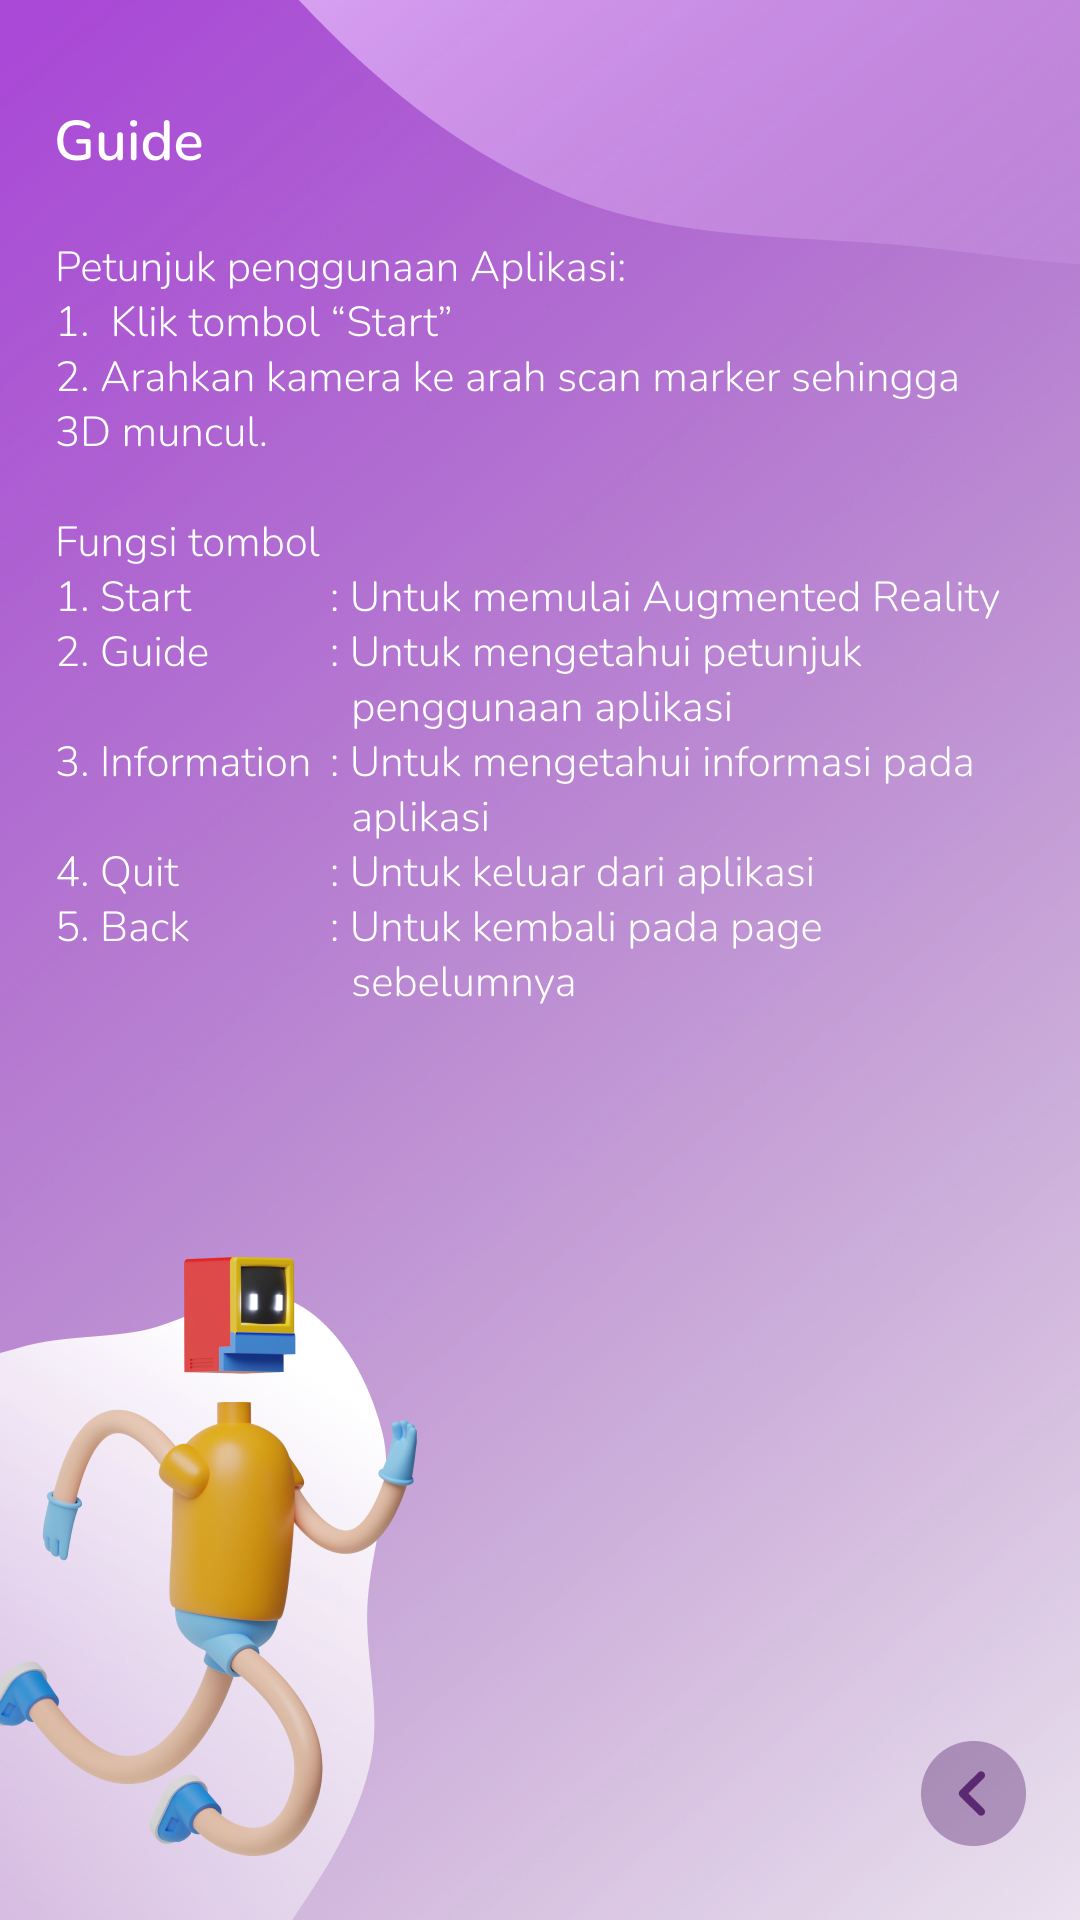 Guide
Petunjuk penggunaan Aplikasi:
1. Klik tombol “Start”
2. Arahkan kamera ke arah scan marker sehingga
3D muncul.
Fungsi tombol
1. Start : Untuk memulai Augmented Reality
2. Guide : Untuk mengetahui petunjuk
penggunaan aplikasi
3. Information : Untuk mengetahui informasi pada
aplikasi
4. Quit : Untuk keluar dari aplikasi
5. Back : Untuk kembali pada page
sebelumnya